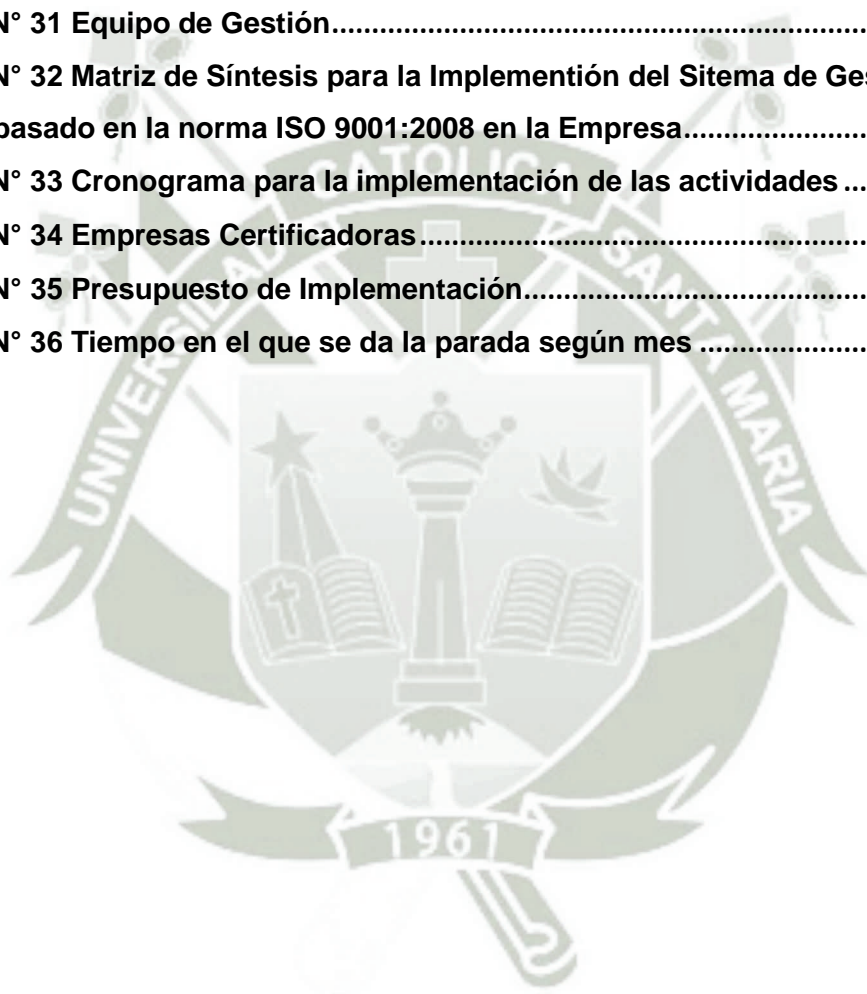 N° 31 Equipo de Gestión
N° 32 Matriz de Síntesis para la Implementión del Sitema de Ges
basado en la norma ISO 9001:2008 en la Empresa
N° 33 Cronograma para la implementación de las actividades
N° 34 Empresas Certificadoras
N° 35 Presupuesto de Implementación
N° 36 Tiempo en el que se da la parada según mes
UNIVERSIDAD CATOLICA SANTA MARIA
1961